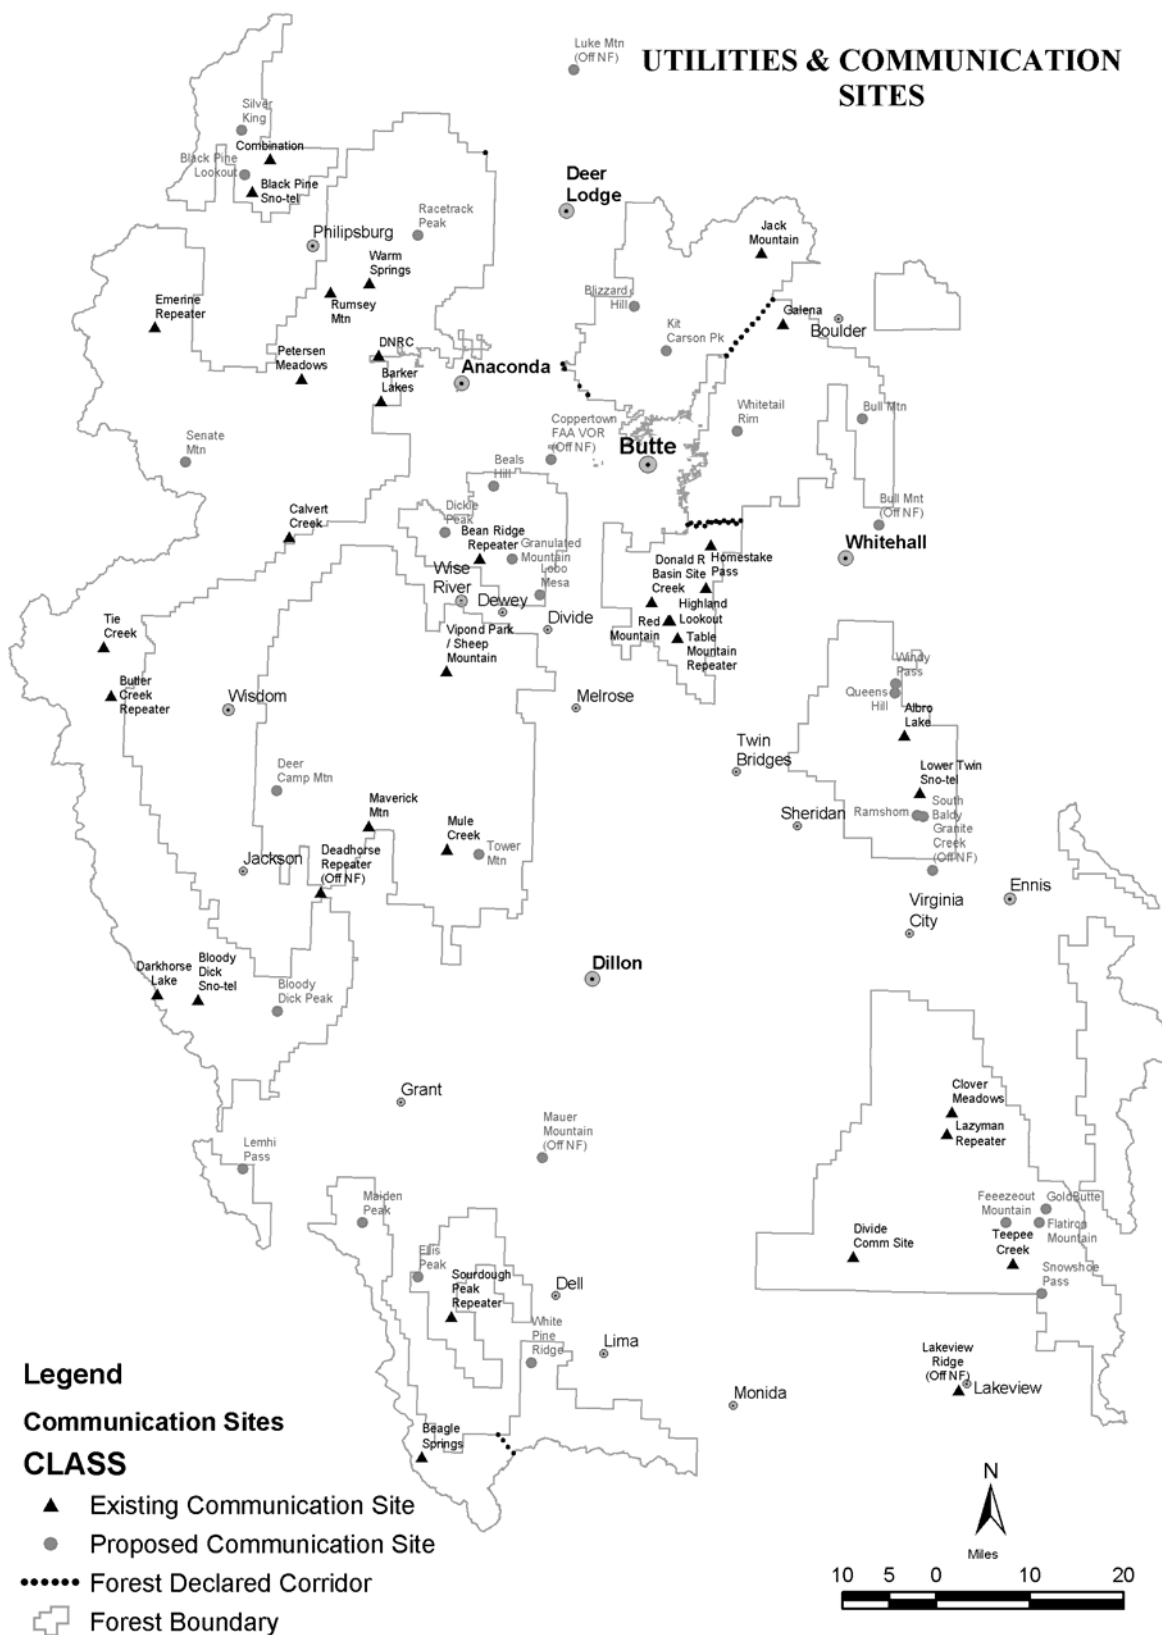 UTILITIES & COMMUNICATION
SITES
Luke Mtn
(Off NF)
Silver
King
Combination
Black Pine
Lookout
Black Pine
Sno-tel
Deer
Lodge
Racetrack
Peak
Philipsburg
Jack
Mountain
Warm
Springs
Emerine
Repeater
Rumsey
Mtn
Blizzard
Hill
Galena
Boulder
Kit
Carson Pk
Petersen
Meadows
DNRC
Barker
Lakes
Anaconda
Senate
Mtn
Coppertown
FAA VOR
(Off NF)
Whitetail
Rim
Bull Mtn
Butte
Beals
Hill
Calvert
Creek
Dickie
Peak
Bull Mnt
(Off NF)
Bean Ridge
Repeater
Granulated
Mountain
Lobo
Mesa
Whitehall
Homestake
Pass
Donald R
Basin Site
Creek
Wise
River
Dewey
Divide
Highland
Lookout
Red
Mountain
Table
Mountain
Repeater
Tie
Creek
Vipond Park
/ Sheep
Mountain
Butler
Creek
Repeater
Wisdom
Melrose
Windy
Pass
Queens
Hill
Albro
Lake
Twin
Bridges
Deer
Camp Mtn
Lower Twin
Sno-tel
Maverick
Mtn
Mule
Creek
Tower
Mtn
Sheridan
Ramshorn
South
Baldy
Granite
Creek
(Off NF)
Jackson
Deadhorse
Repeater
(Off NF)
Ennis
Virginia
City
Darkhorse
Lake
Bloody
Dick
Sno-tel
Bloody
Dick Peak
Dillon
Grant
Clover
Meadows
Lazyman
Repeater
Mauer
Mountain
(Off NF)
Lemhi
Pass
Maiden
Peak
Feeezeout
Mountain
GoldButte
Flatiron
Mountain
Divide
Comm Site
Teepee
Creek
Ellis
Peak
Sourdough
Peak
Repeater
Dell
Snowshoe
Pass
White
Pine
Ridge
Lima
Lakeview
Ridge
(Off NF)
Lakeview
Monida
Beagle
Springs
Legend
Communication Sites
CLASS
Existing Communication Site
Proposed Communication Site
Forest Declared Corridor
Forest Boundary
N
Miles
10 5 0 10 20